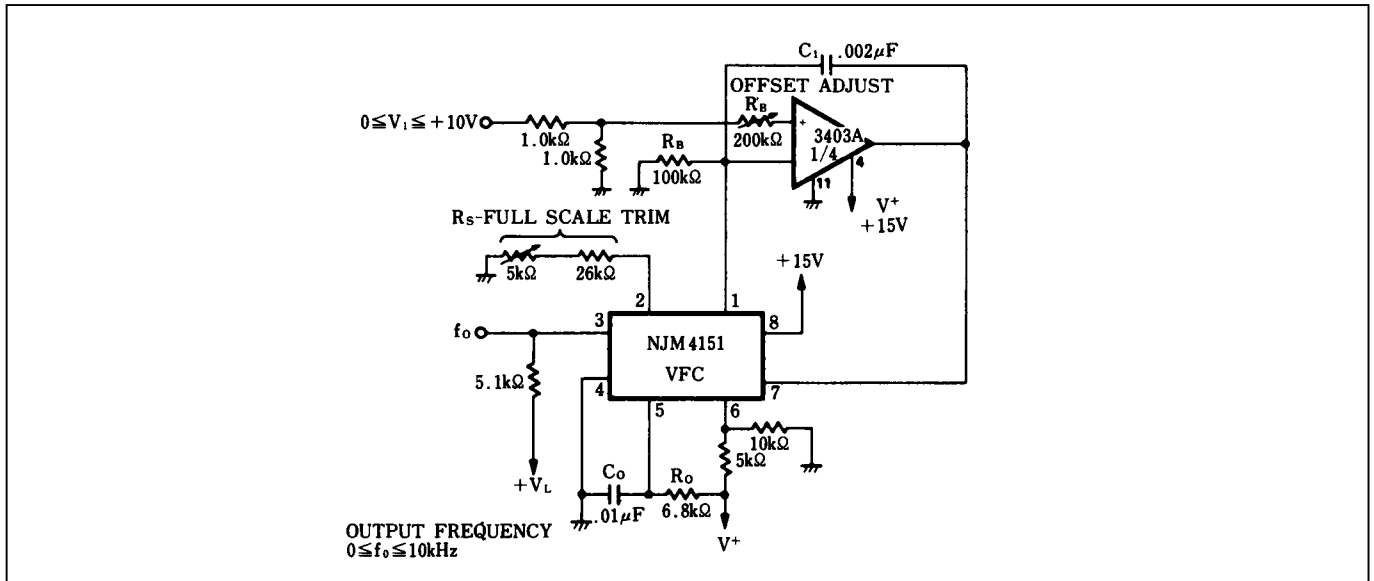 C₁ .002μF
OFFSET ADJUST
0≦V₁≦+10V
1.0kΩ
1.0kΩ
R'B
200kΩ
+
3403A
1/4
4
11
RB
100kΩ
V⁺
+15V
RS-FULL SCALE TRIM
5kΩ
26kΩ
+15V
2
1
fo
3
8
NJM4151
VFC
5.1kΩ
4
7
5
6
10kΩ
5kΩ
+VL
Co
.01μF
Ro
6.8kΩ
V⁺
OUTPUT FREQUENCY
0≦fo≦10kHz